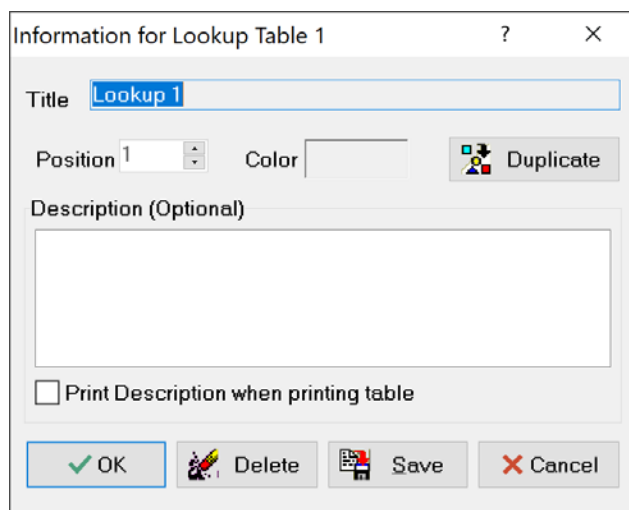 Information for Lookup Table 1 ?
Title Lookup 1
Position 1 Color Duplicate
Description (Optional)
Print Description when printing table
OK Delete Save Cancel